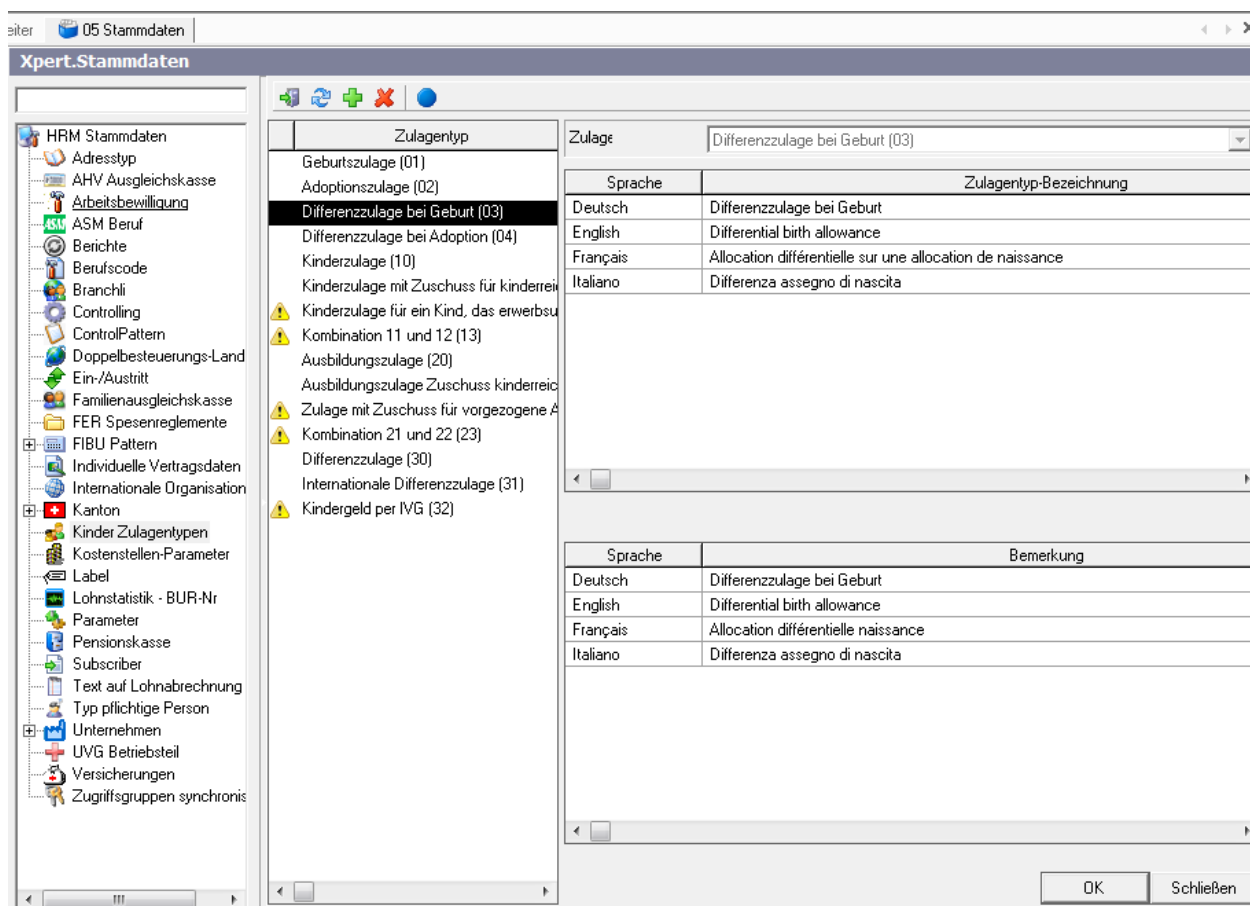 eiter 05 Stammdaten
Xpert.Stammdaten
HRM Stammdaten
Adresstyp
AHV Ausgleichskasse
Arbeitsbewilligung
ASM Beruf
Berichte
Berufscode
Branchli
Controlling
ControlPattern
Doppelbesteuerungs-Land
Ein-/Austritt
Familienausgleichskasse
FER Spesenreglemente
FIBU Pattern
Individuelle Vertragsdaten
Internationale Organisation
Kanton
Kinder Zulagentypen
Kostenstellen-Parameter
Label
Lohnstatistik - BUR-Nr
Parameter
Pensionskasse
Subscriber
Text auf Lohnabrechnung
Typ pflichtige Person
Unternehmen
UVG Betriebsteil
Versicherungen
Zugriffsgruppen synchronis
Zulagentyp
Geburtszulage (01)
Adoptionszulage (02)
Differenzzulage bei Geburt (03)
Differenzzulage bei Adoption (04)
Kinderzulage (10)
Kinderzulage mit Zuschuss für kinderrei
Kinderzulage für ein Kind, das erwerbsu
Kombination 11 und 12 (13)
Ausbildungszulage (20)
Ausbildungszulage Zuschuss kinderreic
Zulage mit Zuschuss für vorgezogene A
Kombination 21 und 22 (23)
Differenzzulage (30)
Internationale Differenzzulage (31)
Kindergeld per IVG (32)
Zulage Differenzzulage bei Geburt (03)
Sprache Zulagentyp-Bezeichnung
Deutsch Differenzzulage bei Geburt
English Differential birth allowance
Français Allocation différentielle sur une allocation de naissance
Italiano Differenza assegno di nascita
Sprache Bemerkung
Deutsch Differenzzulage bei Geburt
English Differential birth allowance
Français Allocation différentielle naissance
Italiano Differenza assegno di nascita
OK Schließen